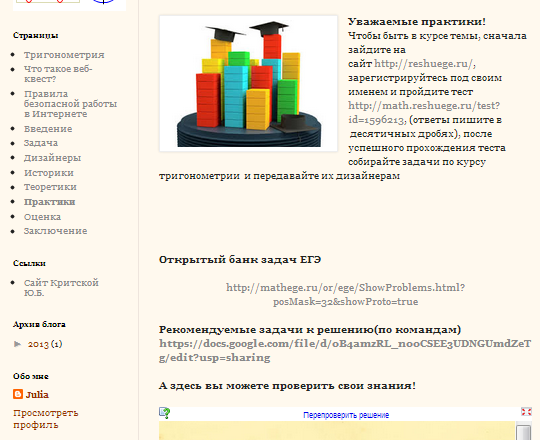 Страницы
Тригонометрия
Что такое веб-
квест?
Правила
безопасной работы
в Интернете
Введение
Задача
Дизайнеры
Историки
Теоретики
Практики
Оценка
Заключение
Ссылки
Сайт Критской
Ю.Б.
Архив блога
► 2013 (1)
Обо мне
Julia
Просмотреть
профиль
Уважаемые практики!
Чтобы быть в курсе темы, сначала
зайдите на
сайт http://reshuege.ru/,
зарегистрируйтесь под своим
именем и пройдите тест
http://math.reshuege.ru/test?
id=1596213, (ответы пишите в
десятичных дробях), после
успешного прохождения теста
собирайте задачи по курсу
тригонометрии и передавайте их дизайнерам
Открытый банк задач ЕГЭ
http://mathege.ru/or/ege/ShowProblems.html?
posMask=32&showProto=true
Рекомендуемые задачи к решению(по командам)
https://docs.google.com/file/d/0B4amzRL_n00CSEE3UDNGUmdZeT
g/edit?usp=sharing
А здесь вы можете проверить свои знания!
Перепроверить решение